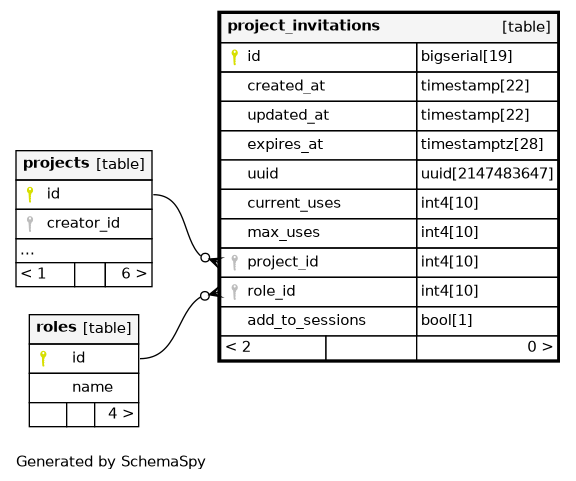 project_invitations [table]
id bigserial[19]
created_at timestamp[22]
updated_at timestamp[22]
expires_at timestamptz[28]
uuid uuid[2147483647]
current_uses int4[10]
max_uses int4[10]
project_id int4[10]
role_id int4[10]
add_to_sessions bool[1]
< 2 0 >
projects [table]
id
creator_id
...
< 1 6 >
roles [table]
id
name
4 >
Generated by SchemaSpy